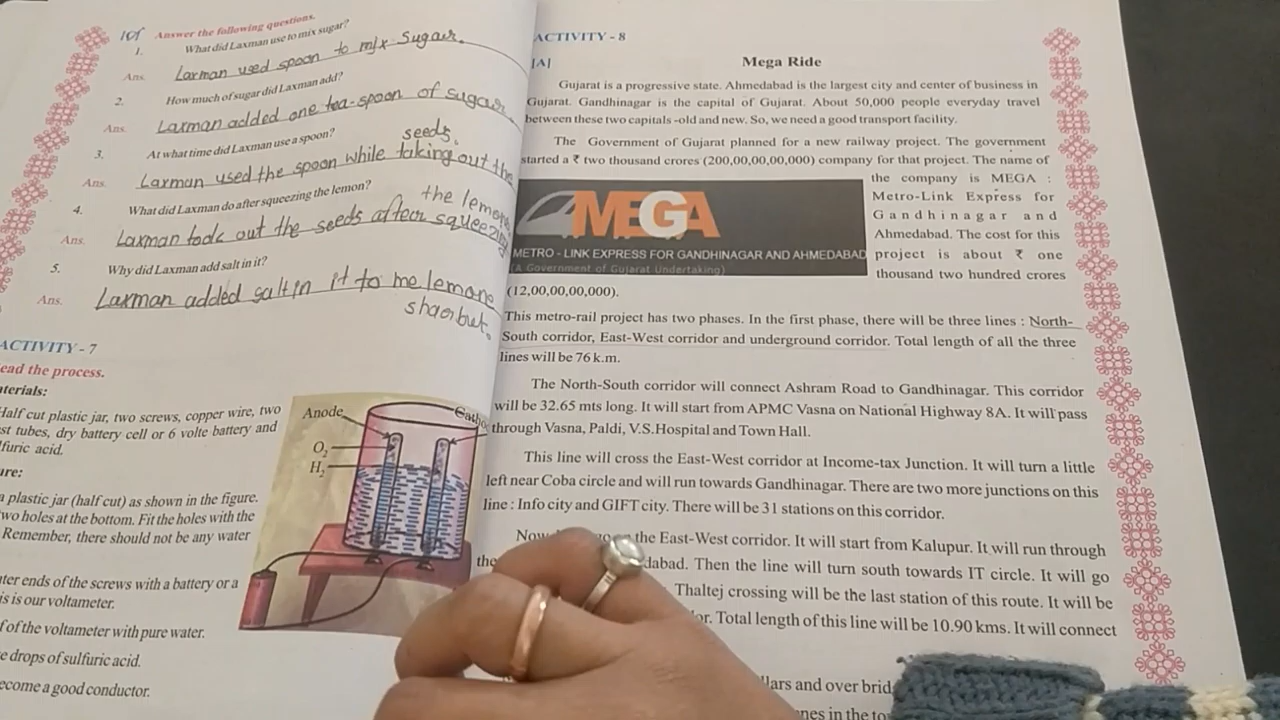 Answer the following questions.
1. What did Laxman use to mix sugar?
Ans. Laxman used spoon to mix Sugar.
2. How much of sugar did Laxman add?
Ans. Laxman added one tea-spoon of sugar.
3. At what time did Laxman use a spoon?
seeds.
Ans. Laxman used the spoon while taking out the
4. What did Laxman do after squeezing the lemon?
the lemon
Ans. Laxman took out the seeds after squeezing
5. Why did Laxman add salt in it?
Ans. Laxman added salt in it to me lemone
ACTIVITY - 7
ead the process.
terials:
Half cut plastic jar, two screws, copper wire, two
st tubes, dry battery cell or 6 volte battery and
furic acid.
ure:
a plastic jar (half cut) as shown in the figure.
wo holes at the bottom. Fit the holes with the
Remember, there should not be any water
ter ends of the screws with a battery or a
is is our voltameter.
f of the voltameter with pure water.
e drops of sulfuric acid.
ecome a good conductor.
Anode
Catho
O2
H2
ACTIVITY - 8
[A] Mega Ride
Gujarat is a progressive state. Ahmedabad is the largest city and center of business in
Gujarat. Gandhinagar is the capital of Gujarat. About 50,000 people everyday travel
between these two capitals -old and new. So, we need a good transport facility.
The Government of Gujarat planned for a new railway project. The government
started a ₹ two thousand crores (200,00,00,00,000) company for that project. The name of
the company is MEGA :
Metro-Link Express for
Gandhinagar and
Ahmedabad. The cost for this
project is about ₹ one
thousand two hundred crores
MEGA
METRO - LINK EXPRESS FOR GANDHINAGAR AND AHMEDABAD
(A Government of Gujarat Undertaking)
(12,00,00,00,000).
This metro-rail project has two phases. In the first phase, there will be three lines : North-
South corridor, East-West corridor and underground corridor. Total length of all the three
lines will be 76 k.m.
The North-South corridor will connect Ashram Road to Gandhinagar. This corridor
will be 32.65 mts long. It will start from APMC Vasna on National Highway 8A. It will pass
through Vasna, Paldi, V.S.Hospital and Town Hall.
This line will cross the East-West corridor at Income-tax Junction. It will turn a little
left near Coba circle and will run towards Gandhinagar. There are two more junctions on this
line : Info city and GIFT city. There will be 31 stations on this corridor.
Now the East-West corridor. It will start from Kalupur. It will run through
the dabad. Then the line will turn south towards IT circle. It will go
Thaltej crossing will be the last station of this route. It will be
or. Total length of this line will be 10.90 kms. It will connect
llars and over brid
nes in the to